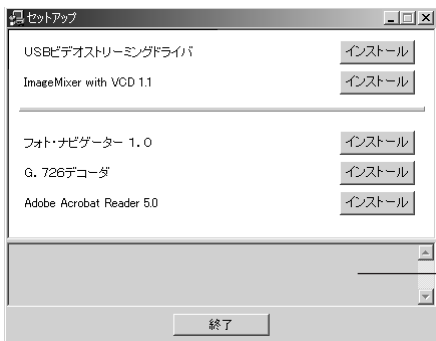 セットアップ
USBビデオストリーミングドライバ インストール
ImageMixer with VCD 1.1 インストール
フォト・ナビゲーター 1.0 インストール
G.726デコーダ インストール
Adobe Acrobat Reader 5.0 インストール
終了